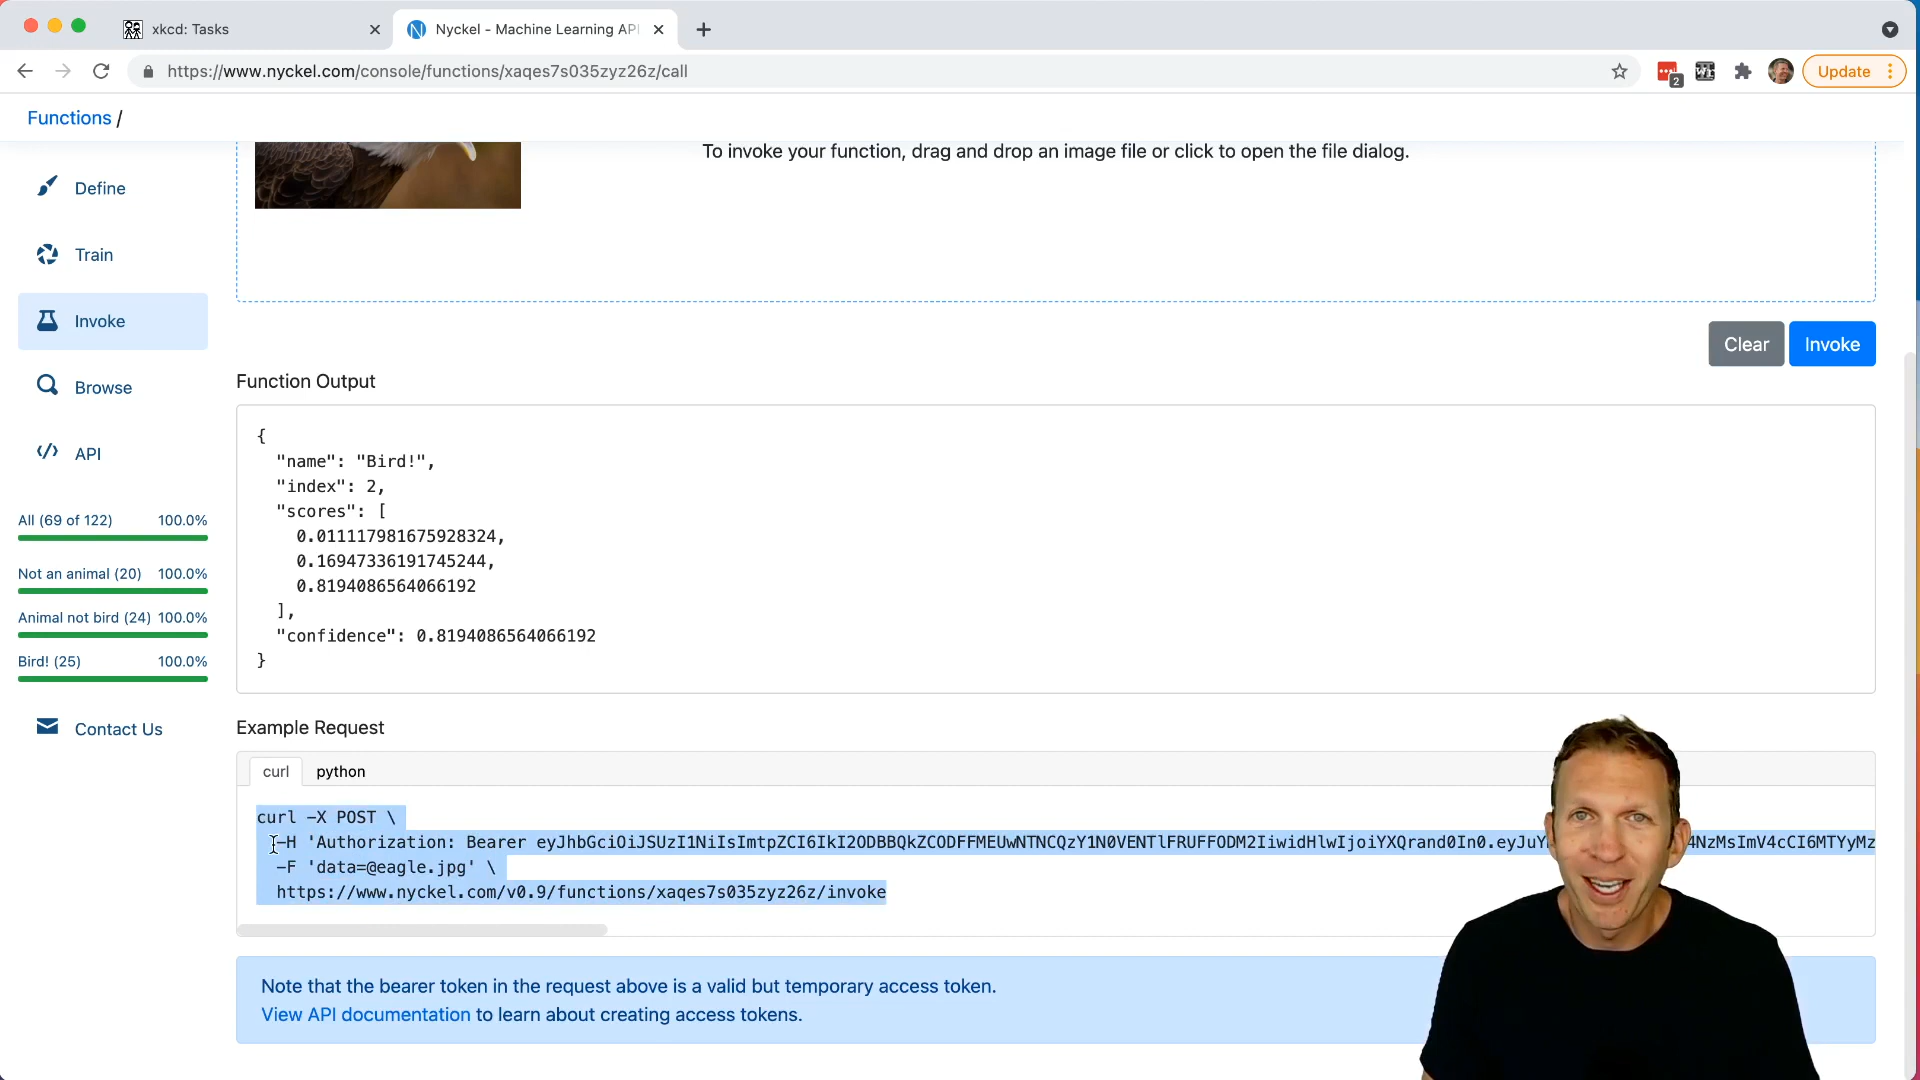 xkcd: Tasks
Nyckel - Machine Learning API
https://www.nyckel.com/console/functions/xaqes7s035zyz26z/call
2
Update
Functions /
Define
Train
Invoke
Browse
API
All (69 of 122) 100.0%
Not an animal (20) 100.0%
Animal not bird (24) 100.0%
Bird! (25) 100.0%
Contact Us
To invoke your function, drag and drop an image file or click to open the file dialog.
Clear Invoke
Function Output
{
"name": "Bird!",
"index": 2,
"scores": [
0.011117981675928324,
0.16947336191745244,
0.8194086564066192
],
"confidence": 0.8194086564066192
}
Example Request
curl python
curl -X POST \
-H 'Authorization: Bearer eyJhbGciOiJSUzI1NiIsImtpZCI6IkI2ODBBQkZCODFFMEUwNTNCQzY1N0VENTlFRUFFODM2IiwidHlwIjoiYXQrand0In0.eyJuY 4NzMsImV4cCI6MTYyMz
-F 'data=@eagle.jpg' \
https://www.nyckel.com/v0.9/functions/xaqes7s035zyz26z/invoke
Note that the bearer token in the request above is a valid but temporary access token.
View API documentation to learn about creating access tokens.